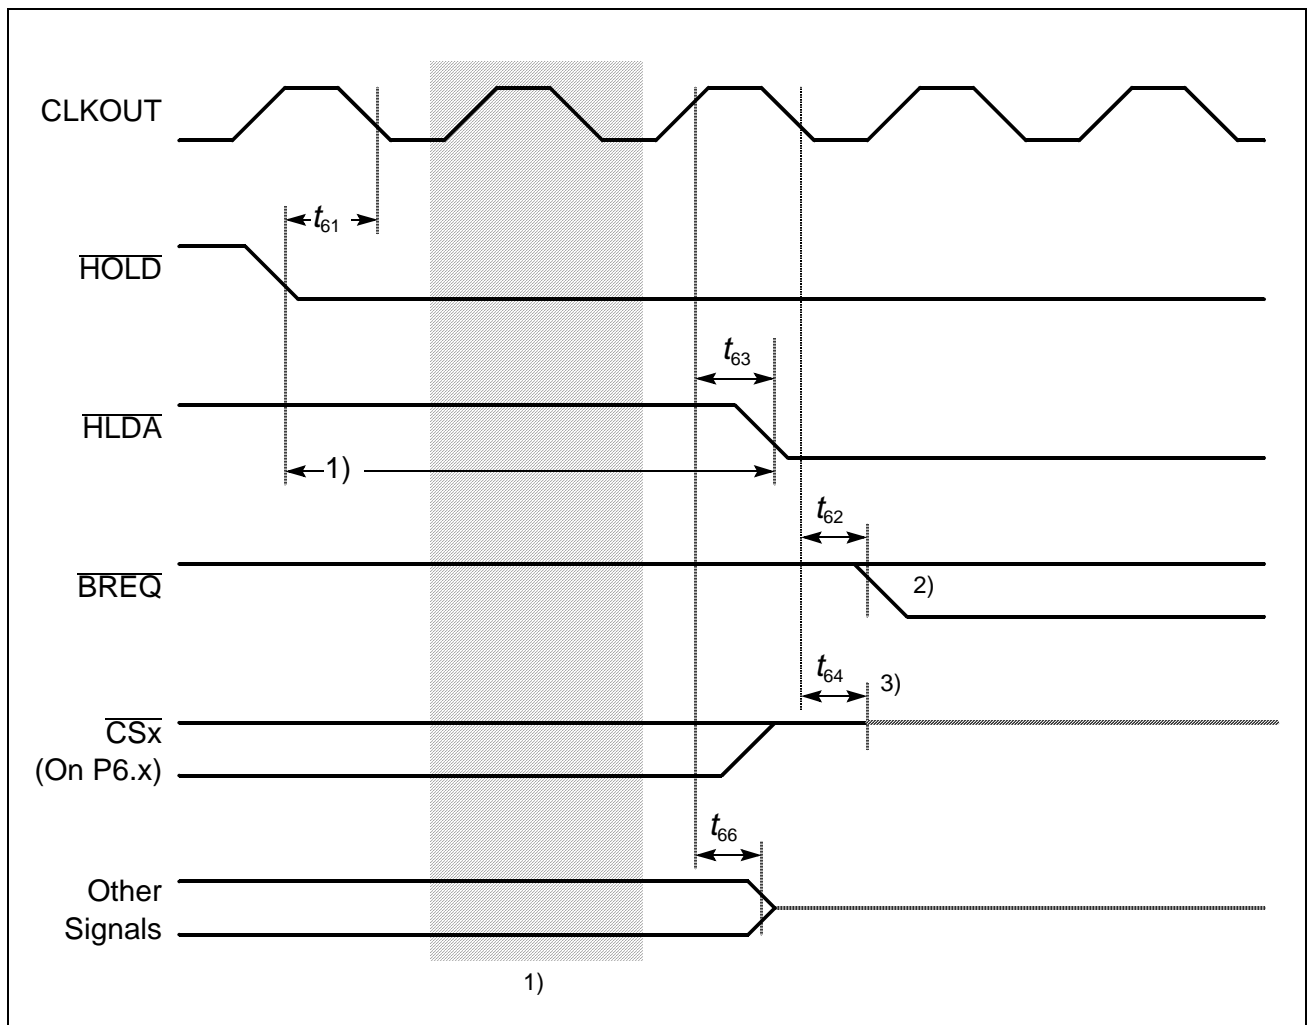 CLKOUT
t61
HOLD
t63
HLDA
1)
t62
BREQ
2)
t64
3)
CSx
(On P6.x)
t66
Other
Signals
1)